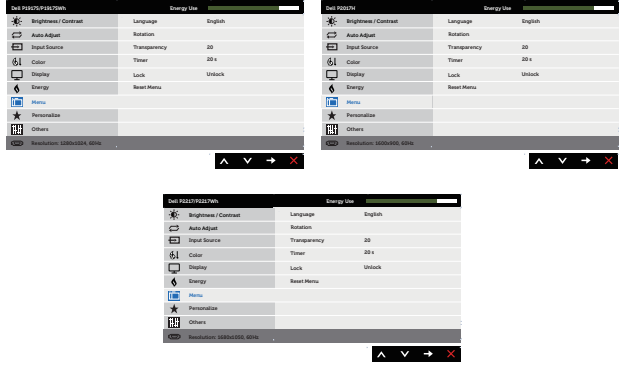 Dell P1917S/P1917SWh Energy Use
Brightness / Contrast Language English
Auto Adjust Rotation
Input Source Transparency 20
Color Timer 20 s
Display Lock Unlock
Energy Reset Menu
Menu
Personalize
Others
Resolution: 1280x1024, 60Hz
Dell P2017H Energy Use
Brightness / Contrast Language English
Auto Adjust Rotation
Input Source Transparency 20
Color Timer 20 s
Display Lock Unlock
Energy Reset Menu
Menu
Personalize
Others
Resolution: 1600x900, 60Hz
Dell P2217/P2217Wh Energy Use
Brightness / Contrast Language English
Auto Adjust Rotation
Input Source Transparency 20
Color Timer 20 s
Display Lock Unlock
Energy Reset Menu
Menu
Personalize
Others
Resolution: 1680x1050, 60Hz